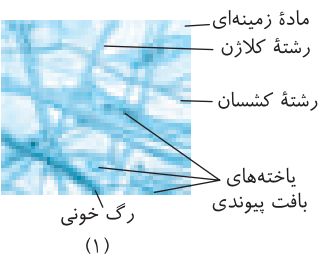 مادهٔ زمینه‌ای
رشتهٔ کلاژن
رشتهٔ کشسان
یاخته‌های
بافت پیوندی
رگ خونی
(۱)